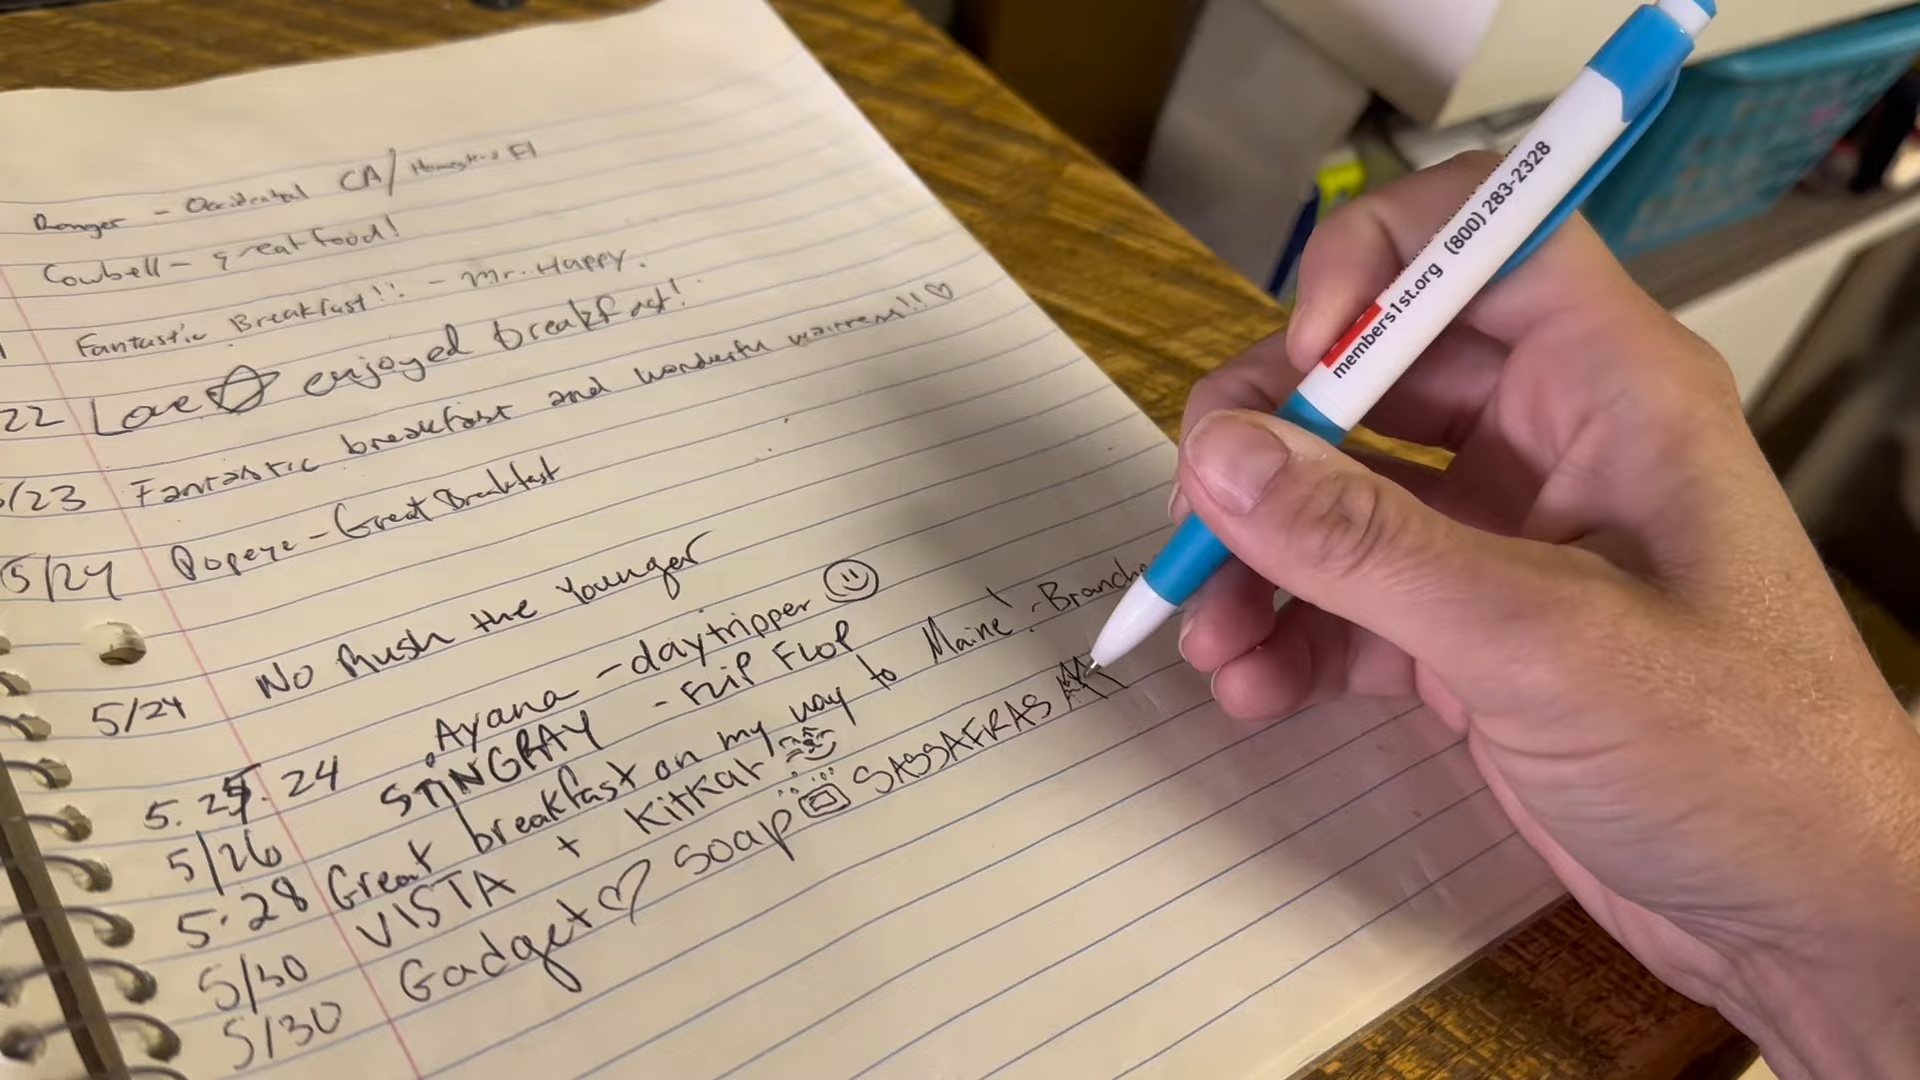 Ranger - Occidental CA/ Fl
Cowbell - great food!
Fantastic Breakfast!! - Mr. Happy.
22 Love enjoyed breakfast!
5/23 Fantastic breakfast and wonderful waitress!! ♡
5/24 Popeye - Great Breakfast
5/24 No Rush the Younger
5. 25. 24 Ayana - daytripper ☺
5/26 STINGRAY - FLIP FLOP
5.28 Great breakfast on my way to Maine! - Branch
5/30 VISTA + KitKat
5/30 Gadget ♡ Soap SASSAFRAS
members1st.org (800) 283-2328